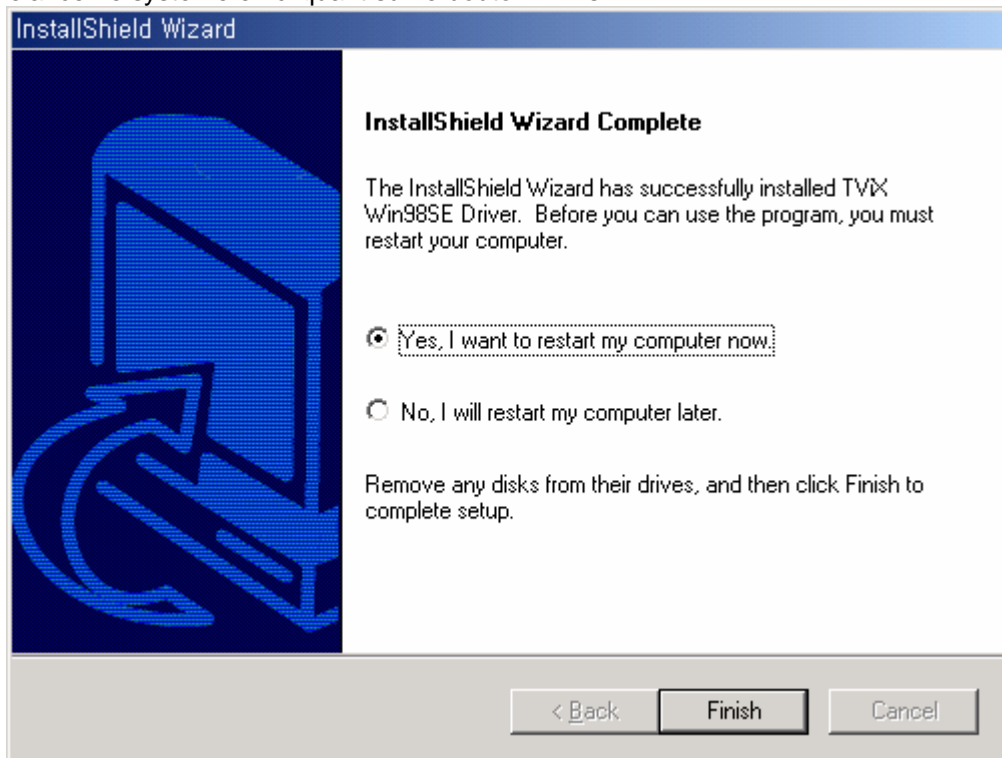 InstallShield Wizard
InstallShield Wizard Complete
The InstallShield Wizard has successfully installed TViX
Win98SE Driver. Before you can use the program, you must
restart your computer.
Yes, I want to restart my computer now.
No, I will restart my computer later.
Remove any disks from their drives, and then click Finish to
complete setup.
< Back
Finish
Cancel